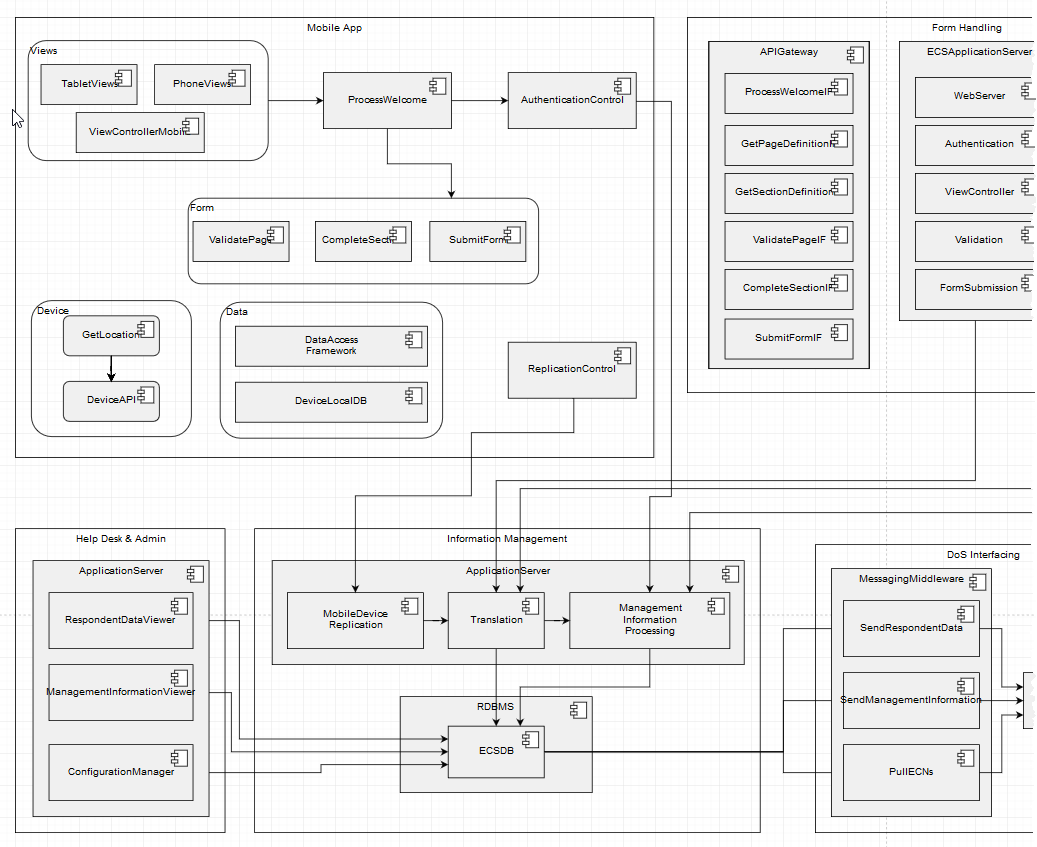 Mobile App
Views
TabletViews
PhoneViews
ViewControllerMobile
ProcessWelcome
AuthenticationControl
Form
ValidatePage
CompleteSecti
SubmitForm
Device
GetLocation
DeviceAPI
Data
DataAccess
Framework
DeviceLocalDB
ReplicationControl
Form Handling
APIGateway
ProcessWelcomeIF
GetPageDefinitionI
GetSectionDefinition
ValidatePageIF
CompleteSectionIF
SubmitFormIF
ECSApplicationServer
WebServer
Authentication
ViewController
Validation
FormSubmission
Help Desk & Admin
ApplicationServer
RespondentDataViewer
ManagementInformationViewer
ConfigurationManager
Information Management
ApplicationServer
MobileDevice
Replication
Translation
Management
Information
Processing
RDBMS
ECSDB
DoS Interfacing
MessagingMiddleware
SendRespondentData
SendManagementInformation
PullECNs